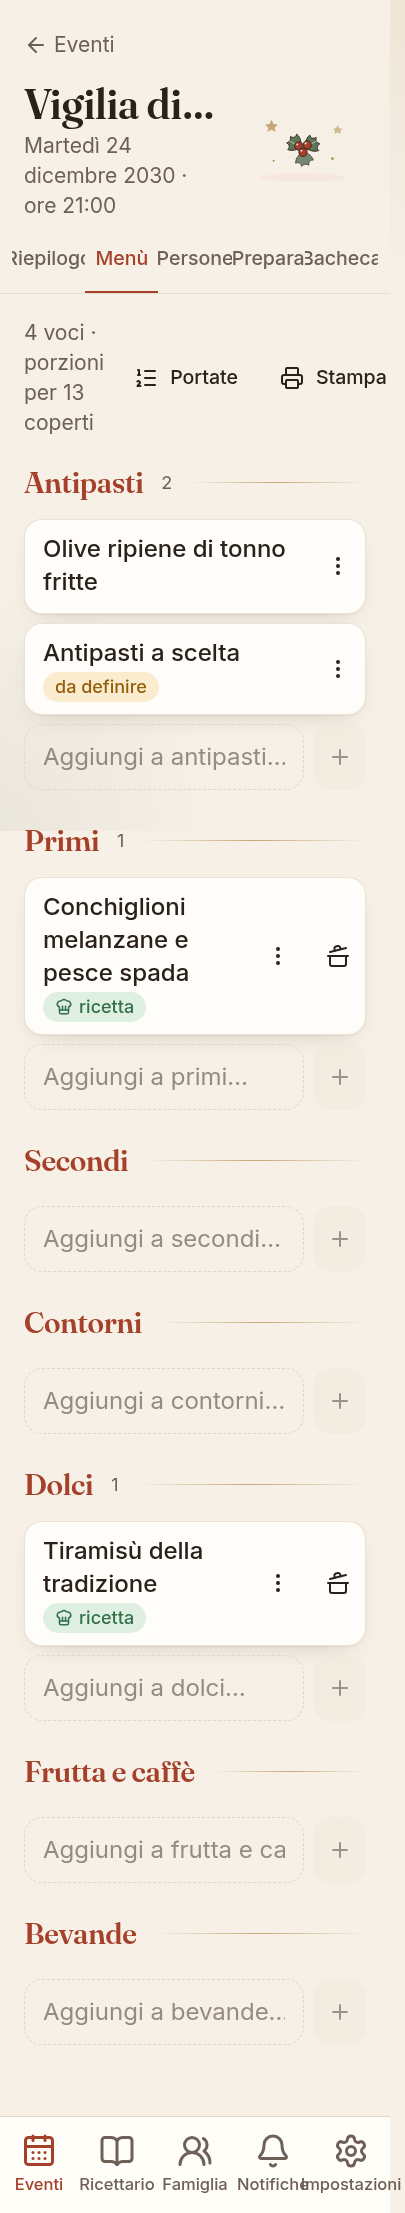 Eventi
Vigilia di...
Martedì 24
dicembre 2030 ·
ore 21:00
Riepilogo Menù Persone Prepara Bacheca
4 voci ·
porzioni
per 13
coperti
Portate
Stampa
Antipasti 2
Olive ripiene di tonno
fritte
Antipasti a scelta
da definire
Aggiungi a antipasti...
Primi 1
Conchiglioni
melanzane e
pesce spada
ricetta
Aggiungi a primi...
Secondi
Aggiungi a secondi...
Contorni
Aggiungi a contorni...
Dolci 1
Tiramisù della
tradizione
ricetta
Aggiungi a dolci...
Frutta e caffè
Aggiungi a frutta e ca
Bevande
Aggiungi a bevande...
Eventi Ricettario Famiglia Notifiche Impostazioni